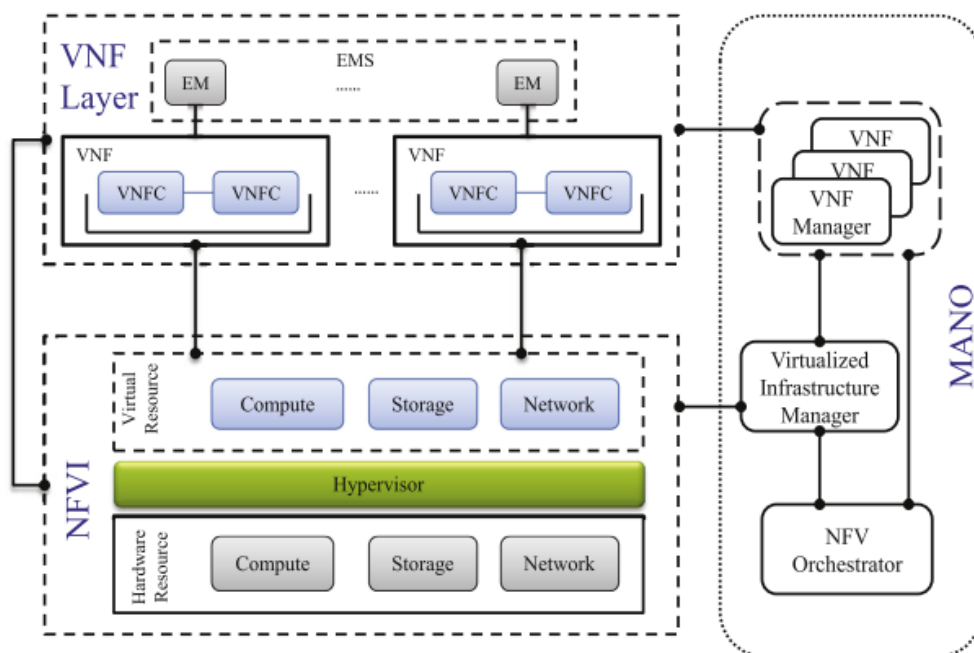 VNF
Layer
EMS
EM
......
EM
VNF
VNFC
VNFC
......
VNF
VNFC
VNFC
VNF
VNF
VNF
Manager
MANO
NFVI
Virtual
Resource
Compute
Storage
Network
Hypervisor
Hardware
Resource
Compute
Storage
Network
Virtualized
Infrastructure
Manager
NFV
Orchestrator